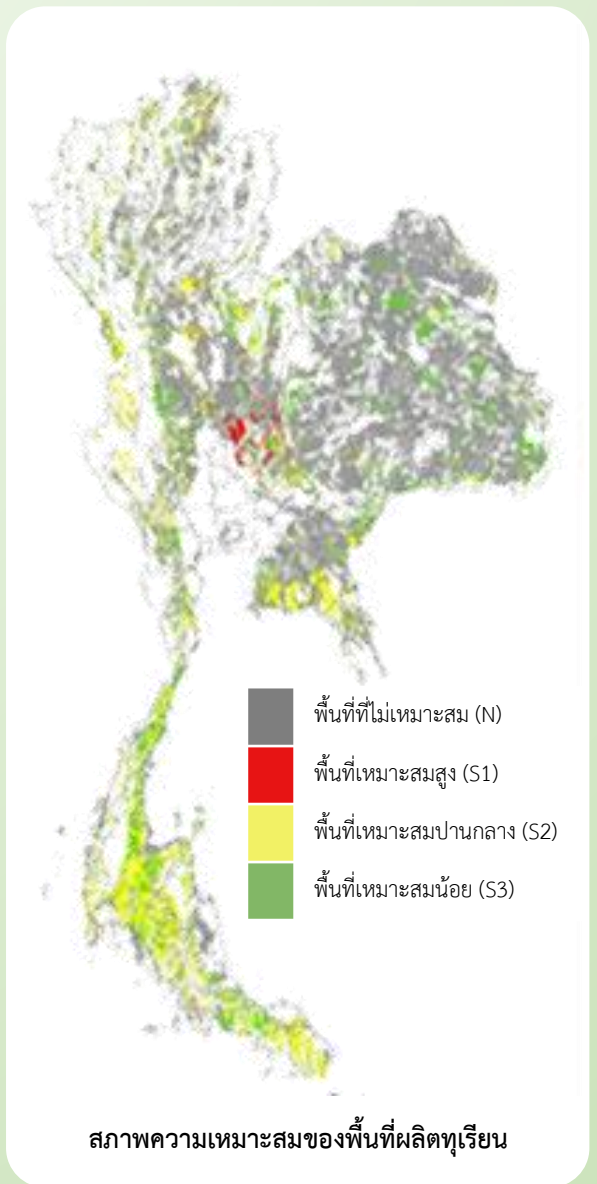 พื้นที่ที่ไม่เหมาะสม (N)
พื้นที่เหมาะสมสูง (S1)
พื้นที่เหมาะสมปานกลาง (S2)
พื้นที่เหมาะสมน้อย (S3)
สภาพความเหมาะสมของพื้นที่ผลิตทุเรียน